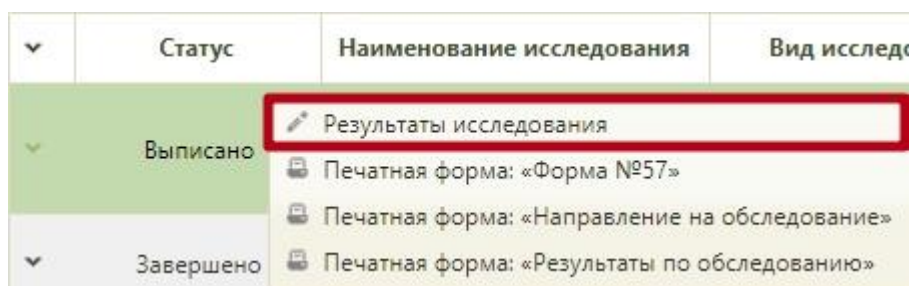 Статус Наименование исследования Вид исследо
Результаты исследования
Выписано
Печатная форма: «Форма №57»
Печатная форма: «Направление на обследование»
Завершено
Печатная форма: «Результаты по обследованию»